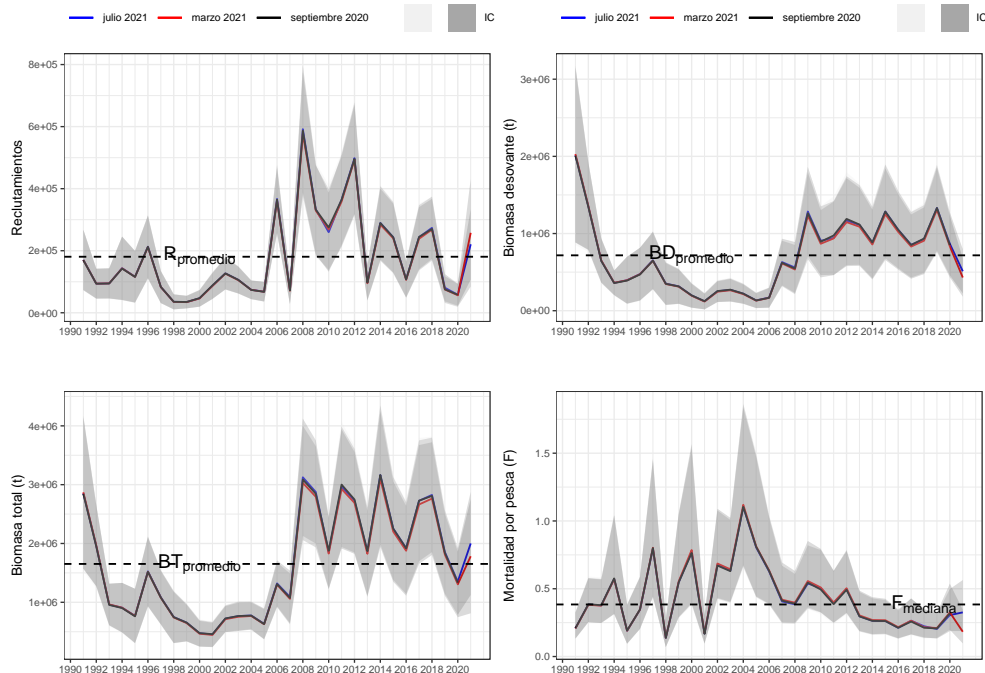 julio 2021 marzo 2021 septiembre 2020 IC
Reclutamientos
8e+05
6e+05
4e+05
2e+05
0e+00
R promedio
1990 1992 1994 1996 1998 2000 2002 2004 2006 2008 2010 2012 2014 2016 2018 2020
julio 2021 marzo 2021 septiembre 2020 IC
Biomasa desovante (t)
3e+06
2e+06
1e+06
0e+00
BD promedio
1990 1992 1994 1996 1998 2000 2002 2004 2006 2008 2010 2012 2014 2016 2018 2020
Biomasa total (t)
4e+06
3e+06
2e+06
1e+06
BT promedio
1990 1992 1994 1996 1998 2000 2002 2004 2006 2008 2010 2012 2014 2016 2018 2020
Mortalidad por pesca (F)
1.5
1.0
0.5
0.0
F mediana
1990 1992 1994 1996 1998 2000 2002 2004 2006 2008 2010 2012 2014 2016 2018 2020